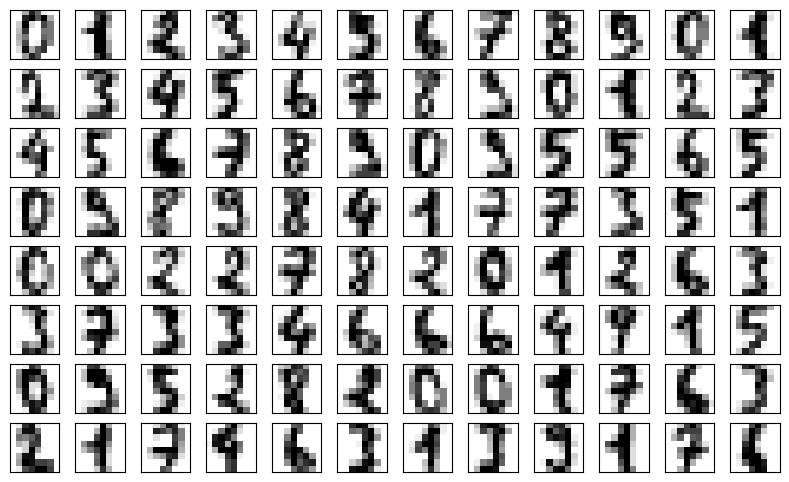 0 1 2 3 4 5 6 7 8 9 0 1
2 3 4 5 6 7 8 9 0 1 2 3
4 5 6 7 8 9 0 9 5 5 6 5
0 9 8 9 8 4 1 7 7 3 5 1
0 0 2 2 7 8 2 0 1 2 6 3
3 7 3 3 4 6 6 6 4 9 1 5
0 9 5 2 8 2 0 0 1 7 6 3
2 1 7 4 6 3 1 3 9 1 7 6